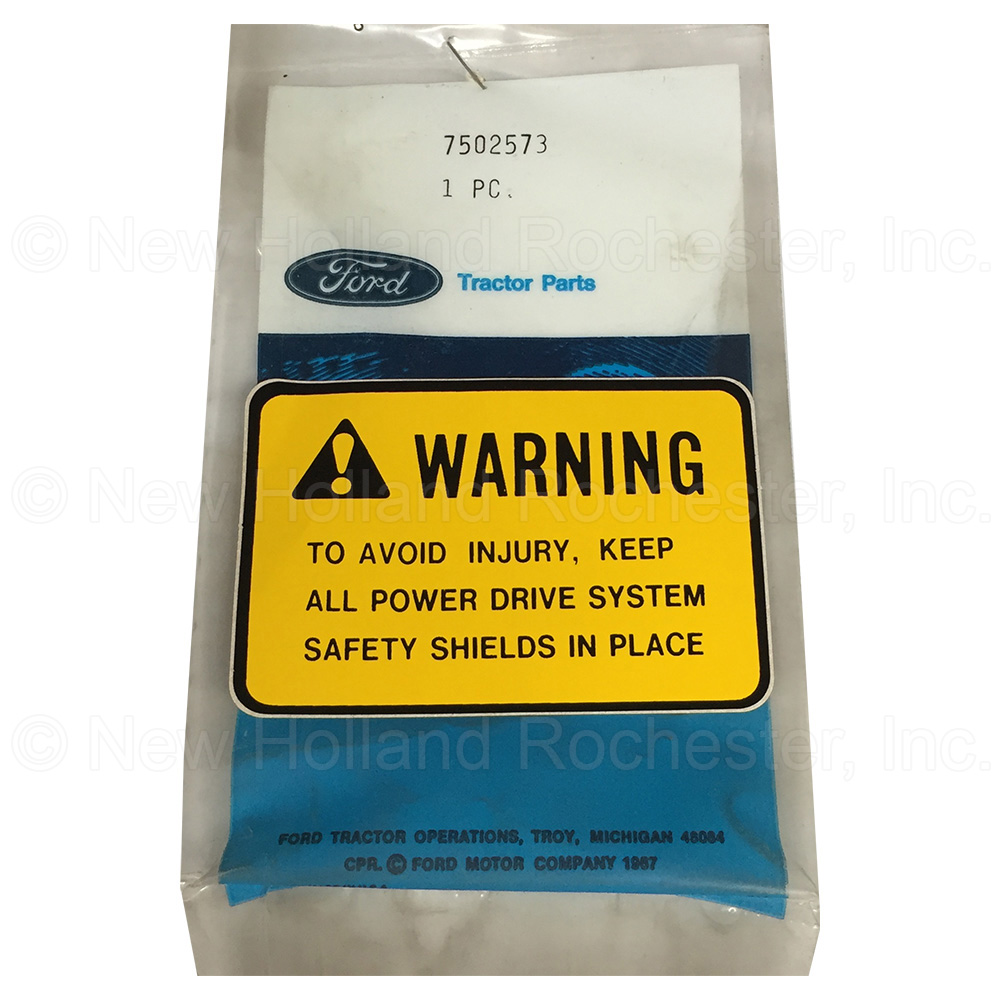 7502573
1 PC.
Ford Tractor Parts
© New Holland Rochester, Inc.
WARNING
© New Holland Rochester, Inc.
TO AVOID INJURY, KEEP
ALL POWER DRIVE SYSTEM
SAFETY SHIELDS IN PLACE
© New Holland Rochester, Inc.
FORD TRACTOR OPERATIONS, TROY, MICHIGAN 48084
CPR. © FORD MOTOR COMPANY 1967